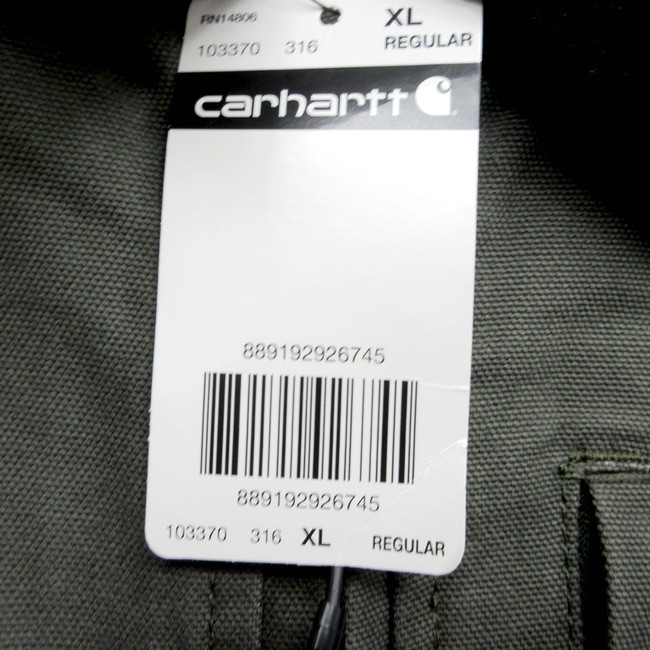 RN14806 XL
103370 316 REGULAR
carhartt
889192926745
889192926745
103370 316 XL REGULAR